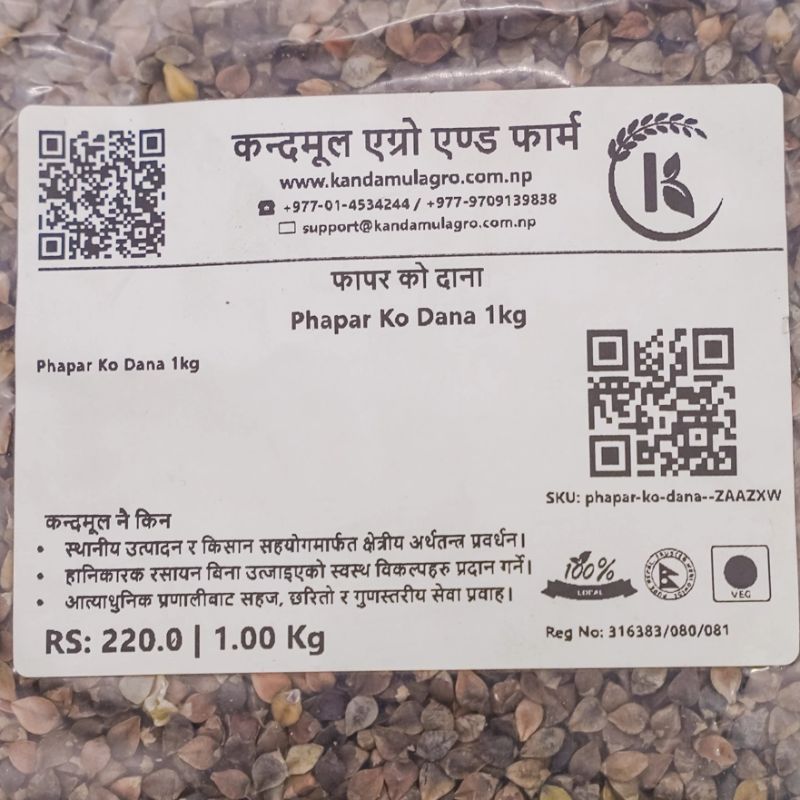 कन्दमूल एग्रो एण्ड फार्म
www.kandamulagro.com.np
+977-01-4534244 / +977-9709139838
support@kandamulagro.com.np
फापर को दाना
Phapar Ko Dana 1kg
Phapar Ko Dana 1kg
SKU: phapar-ko-dana--ZAAZXW
कन्दमूल नै किन
• स्थानीय उत्पादन र किसान सहयोगमार्फत क्षेत्रीय अर्थतन्त्र प्रवर्धन।
• हानिकारक रसायन बिना उत्जाइएको स्वस्थ विकल्पहरु प्रदान गर्ने।
• आत्याधुनिक प्रणालीबाट सहज, छरितो र गुणस्तरीय सेवा प्रवाह।
100%
LOCAL
VEG
RS: 220.0 | 1.00 Kg
Reg No: 316383/080/081